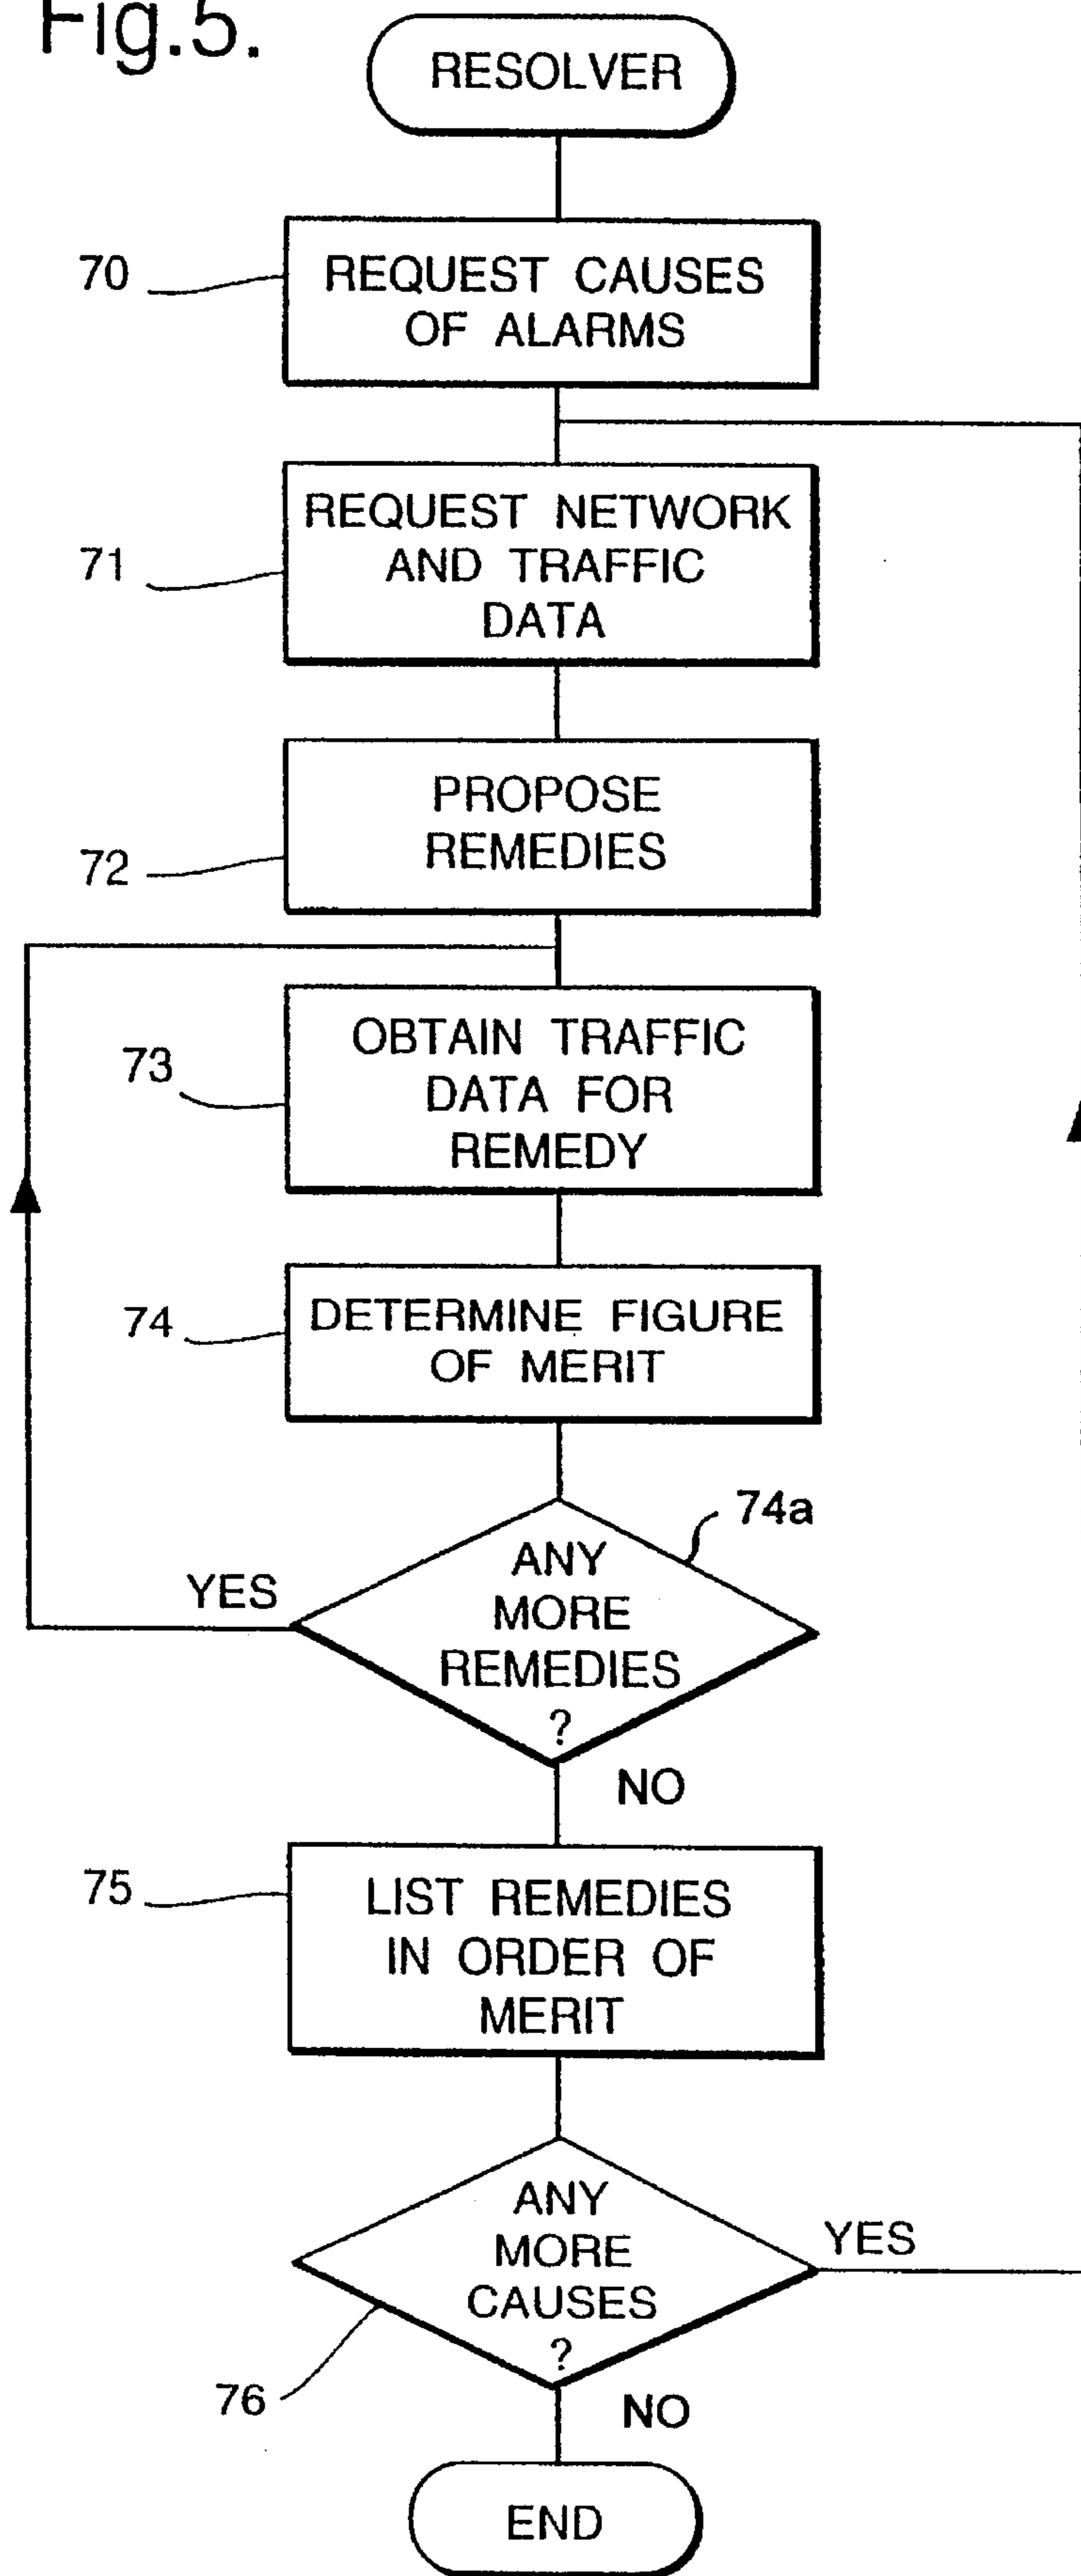 Fig.5.
RESOLVER
70
REQUEST CAUSES
OF ALARMS
71
REQUEST NETWORK
AND TRAFFIC
DATA
72
PROPOSE
REMEDIES
73
OBTAIN TRAFFIC
DATA FOR
REMEDY
74
DETERMINE FIGURE
OF MERIT
74a
ANY
MORE
REMEDIES
?
YES
NO
75
LIST REMEDIES
IN ORDER OF
MERIT
ANY
MORE
CAUSES
?
YES
76
NO
END